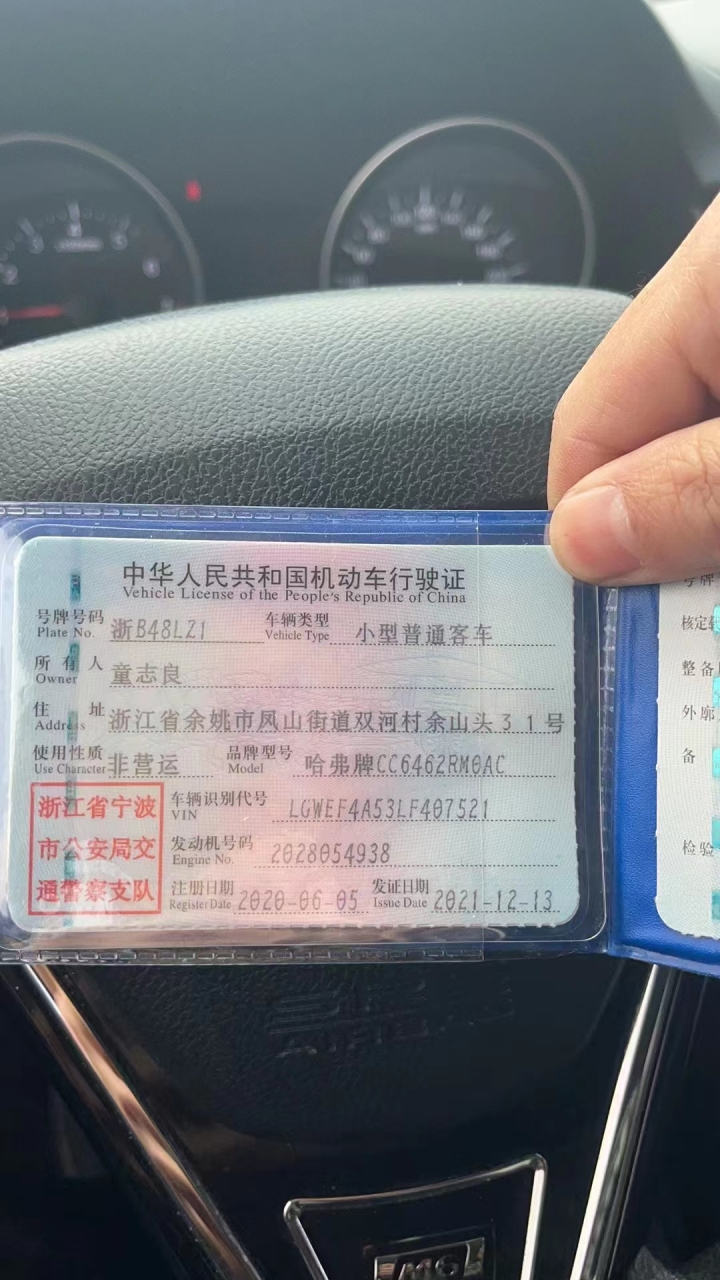 中华人民共和国机动车行驶证
Vehicle License of the People's Republic of China
号牌号码 浙B48LZ1 车辆类型 小型普通客车
Plate No. Vehicle Type
所有人 童志良
Owner
住址 浙江省余姚市凤山街道双河村余山头31号
Address
使用性质 非营运 品牌型号 哈弗牌CC6462RM0AC
Use Character Model
浙江省宁波
市公安局交
通警察支队
车辆识别代号 LGWEF4A53LF407521
VIN
发动机号码 2028054938
Engine No.
注册日期 2020-06-05 发证日期 2021-12-13
Register Date Issue Date
号牌
核定
整备
外廓
备
检验
AIRBAG